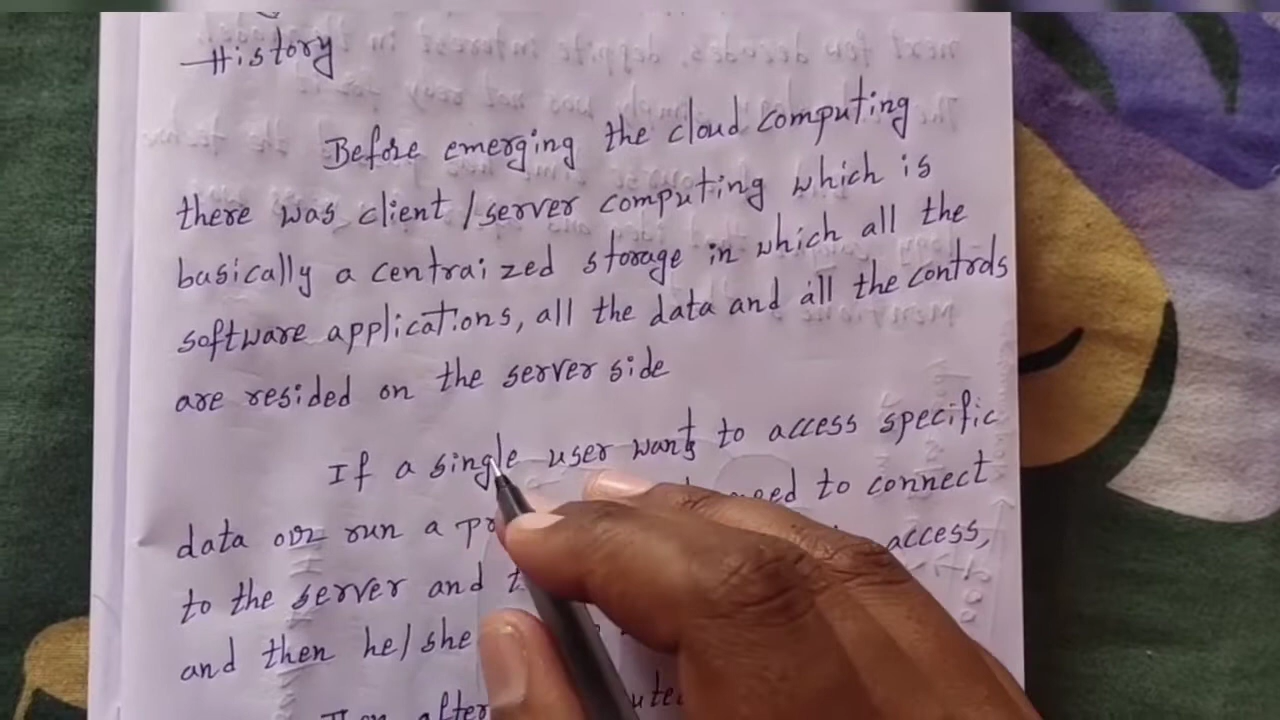 History
Before emerging the cloud computing
there was client/server computing which is
basically a centraized storage in which all the
software applications, all the data and all the controls
are resided on the server side
If a single user wants to access specific
data or run a need to connect
to the server and access,
and then he/she
Then after